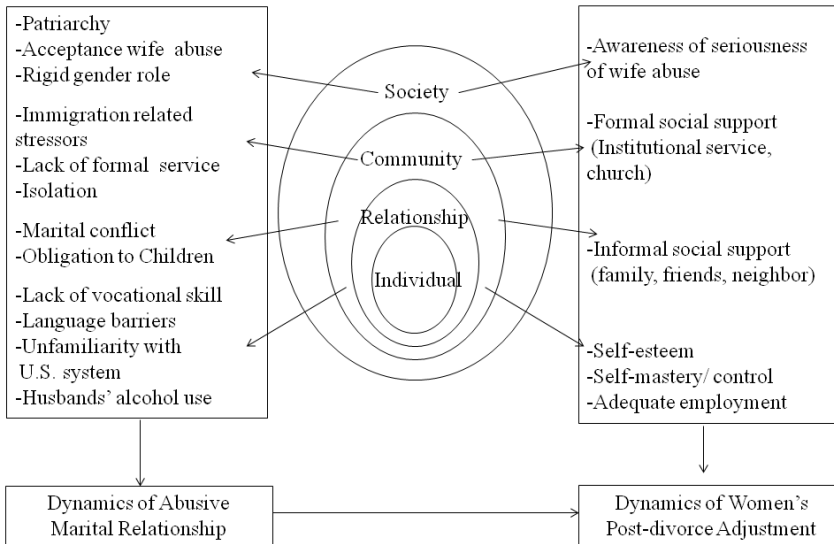 -Patriarchy
-Acceptance wife abuse
-Rigid gender role
-Immigration related
stressors
-Lack of formal service
-Isolation
-Marital conflict
-Obligation to Children
-Lack of vocational skill
-Language barriers
-Unfamiliarity with
U.S. system
-Husbands’ alcohol use
Society
Community
Relationship
Individual
-Awareness of seriousness
of wife abuse
-Formal social support
(Institutional service,
church)
-Informal social support
(family, friends, neighbor)
-Self-esteem
-Self-mastery/ control
-Adequate employment
Dynamics of Abusive
Marital Relationship
Dynamics of Women’s
Post-divorce Adjustment